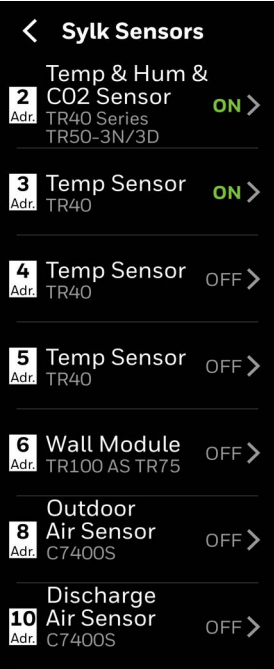 Sylk Sensors
Temp & Hum &
2 CO2 Sensor ON
Adr. TR40 Series
TR50-3N/3D
3 Temp Sensor ON
Adr. TR40
4 Temp Sensor OFF
Adr. TR40
5 Temp Sensor OFF
Adr. TR40
6 Wall Module OFF
Adr. TR100 AS TR75
Outdoor
8 Air Sensor OFF
Adr. C7400S
Discharge
10 Air Sensor OFF
Adr. C7400S